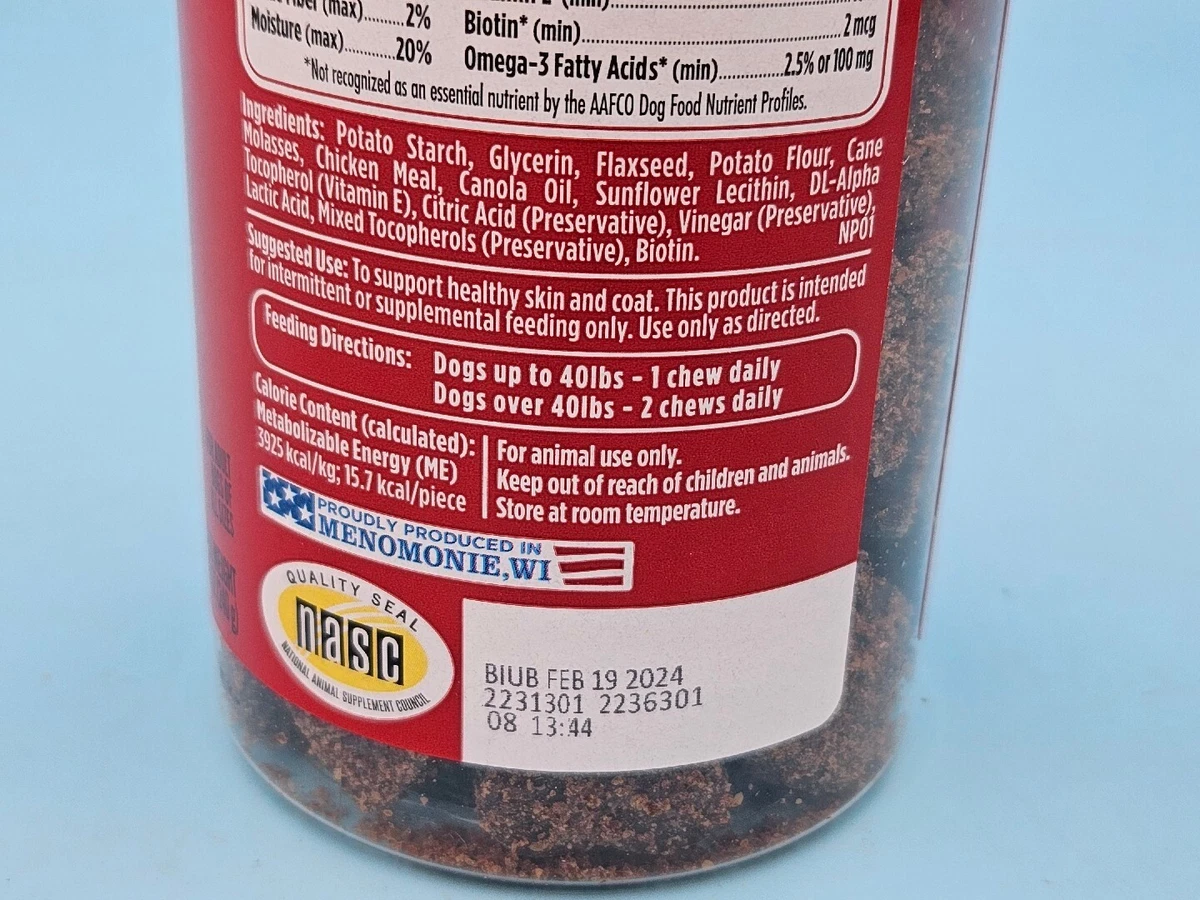 (max)..........2%
Moisture (max)............20%
Biotin* (min)..........2 mcg
Omega-3 Fatty Acids* (min)..............2.5% or 100 mg
*Not recognized as an essential nutrient by the AAFCO Dog Food Nutrient Profiles.
Ingredients: Potato Starch, Glycerin, Flaxseed, Potato Flour, Cane
Molasses, Chicken Meal, Canola Oil, Sunflower Lecithin, DL-Alpha
Tocopherol (Vitamin E), Citric Acid (Preservative), Vinegar (Preservative),
Lactic Acid, Mixed Tocopherols (Preservative), Biotin.
NP01
Suggested Use: To support healthy skin and coat. This product is intended
for intermittent or supplemental feeding only. Use only as directed.
Feeding Directions:
Dogs up to 40lbs - 1 chew daily
Dogs over 40lbs - 2 chews daily
Calorie Content (calculated):
Metabolizable Energy (ME)
3925 kcal/kg; 15.7 kcal/piece
For animal use only.
Keep out of reach of children and animals.
Store at room temperature.
PROUDLY PRODUCED IN
MENOMONIE, WI
QUALITY SEAL
nasc
NATIONAL ANIMAL SUPPLEMENT COUNCIL
BIUB FEB 19 2024
2231301 2236301
08 13:44